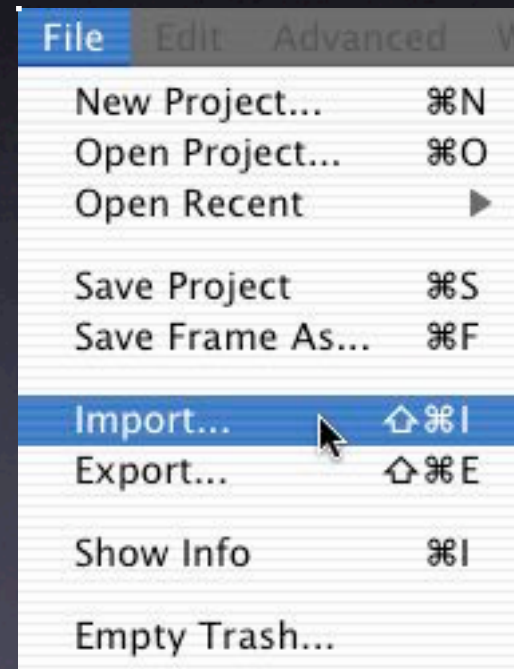 File Edit Advanced
New Project... ⌘N
Open Project... ⌘O
Open Recent ▶
Save Project ⌘S
Save Frame As... ⌘F
Import... ⇧⌘I
Export... ⇧⌘E
Show Info ⌘I
Empty Trash...